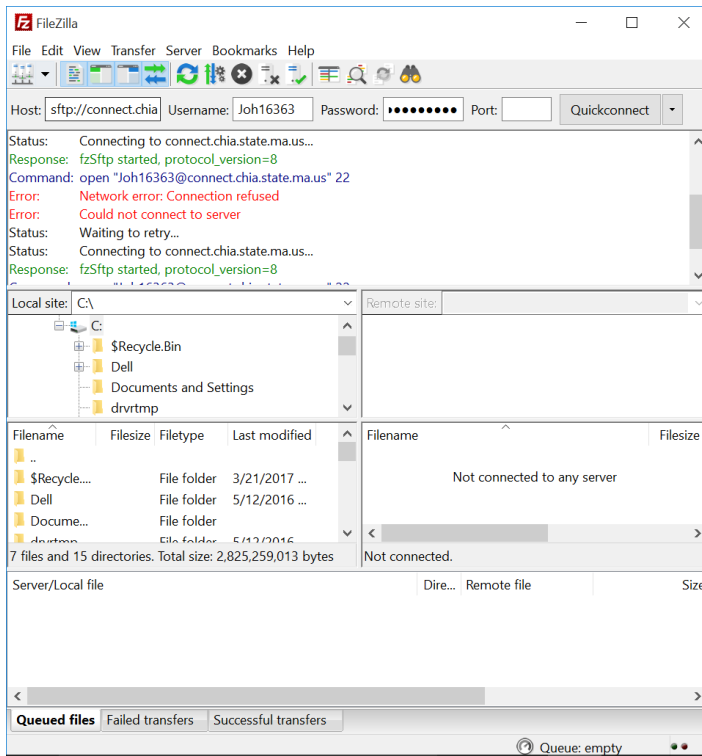 FileZilla
File Edit View Transfer Server Bookmarks Help
Host: sftp://connect.chia Username: Joh16363 Password: ●●●●●●●●● Port: Quickconnect
Status: Connecting to connect.chia.state.ma.us...
Response: fzSftp started, protocol_version=8
Command: open "Joh16363@connect.chia.state.ma.us" 22
Error: Network error: Connection refused
Error: Could not connect to server
Status: Waiting to retry...
Status: Connecting to connect.chia.state.ma.us...
Response: fzSftp started, protocol_version=8
Local site: C:\ Remote site:
C:
$Recycle.Bin
Dell
Documents and Settings
drvrtmp
Filename Filesize Filetype Last modified
..
$Recycle.... File folder 3/21/2017 ...
Dell File folder 5/12/2016 ...
Docume... File folder
drvrtmp File folder 5/12/2016
7 files and 15 directories. Total size: 2,825,259,013 bytes
Filename Filesize
Not connected to any server
Not connected.
Server/Local file Dire... Remote file Size
Queued files Failed transfers Successful transfers
Queue: empty